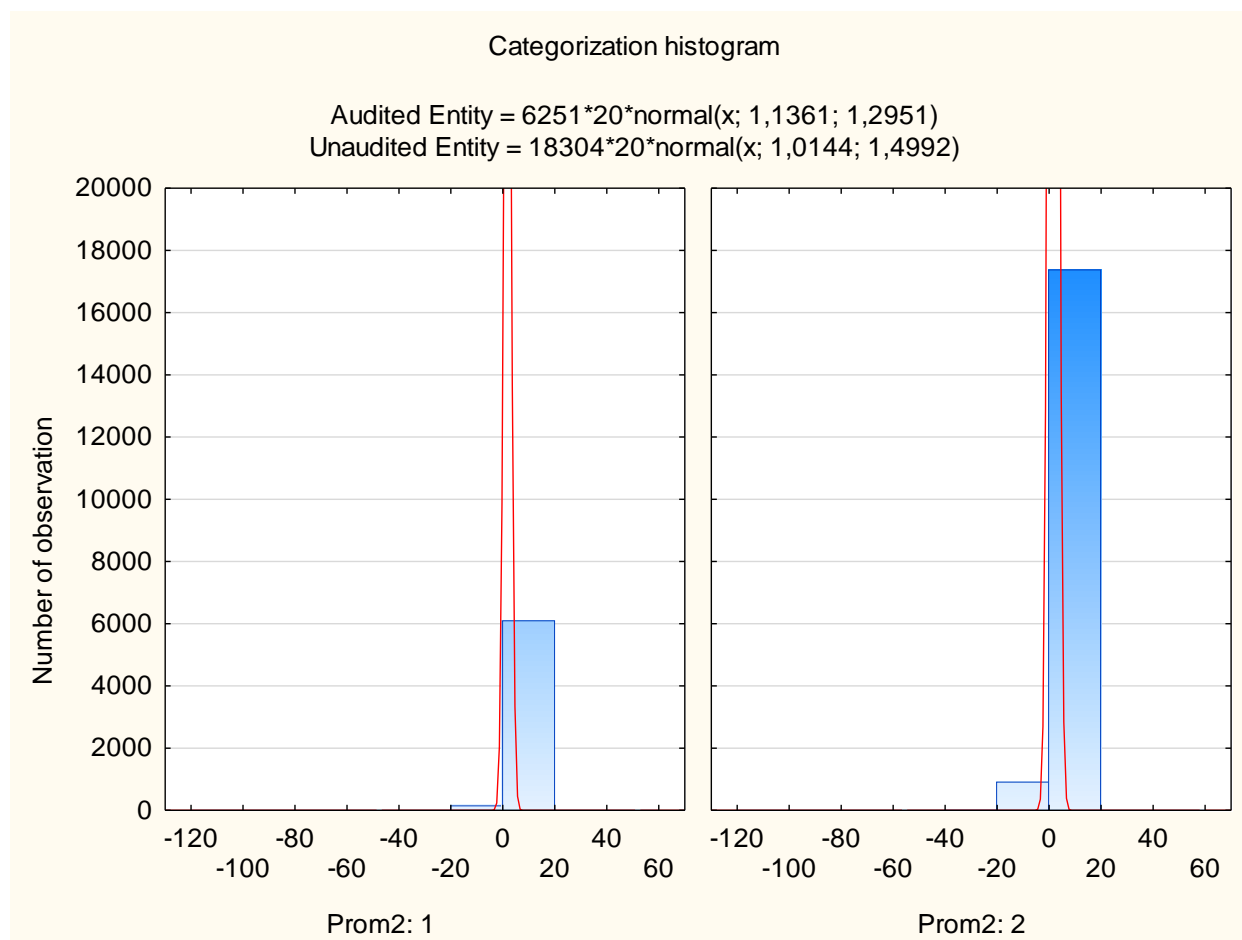 Categorization histogram
Audited Entity = 6251*20*normal(x; 1,1361; 1,2951)
Unaudited Entity = 18304*20*normal(x; 1,0144; 1,4992)
Number of observation
20000
18000
16000
14000
12000
10000
8000
6000
4000
2000
0
-120 -80 -40 0 40
-100 -60 -20 20 60
Prom2: 1
-120 -80 -40 0 40
-100 -60 -20 20 60
Prom2: 2